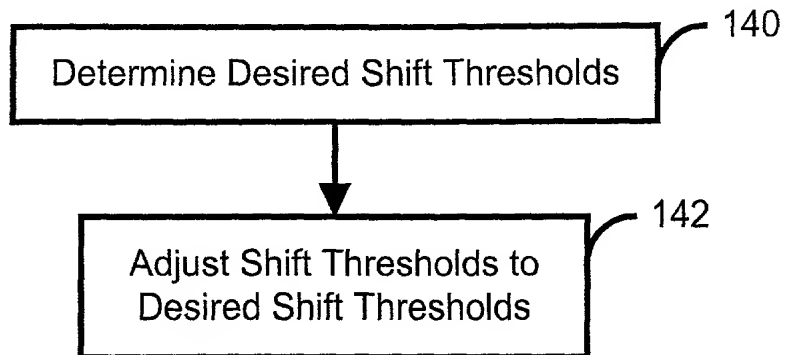 140
Determine Desired Shift Thresholds
142
Adjust Shift Thresholds to
Desired Shift Thresholds